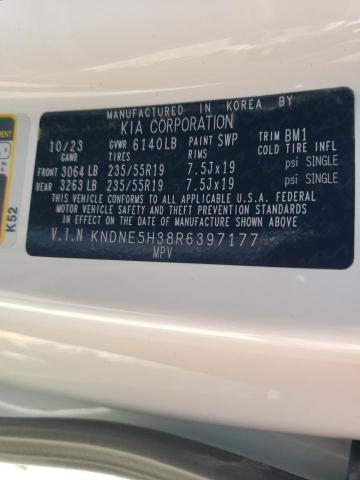 MANUFACTURED IN KOREA BY
KIA CORPORATION
10/23 GVWR 6140LB PAINT SWP TRIM BM1
GAWR TIRES RIMS COLD TIRE INFL
FRONT 3064 LB 235/55R19 7.5Jx19 psi SINGLE
REAR 3263 LB 235/55R19 7.5Jx19 psi SINGLE
THIS VEHICLE CONFORMS TO ALL APPLICABLE U.S.A. FEDERAL
MOTOR VEHICLE SAFETY AND THEFT PREVENTION STANDARDS
IN EFFECT ON THE DATE OF MANUFACTURE SHOWN ABOVE
V.I.N KNDNE5H38R6397177
MPV
K52